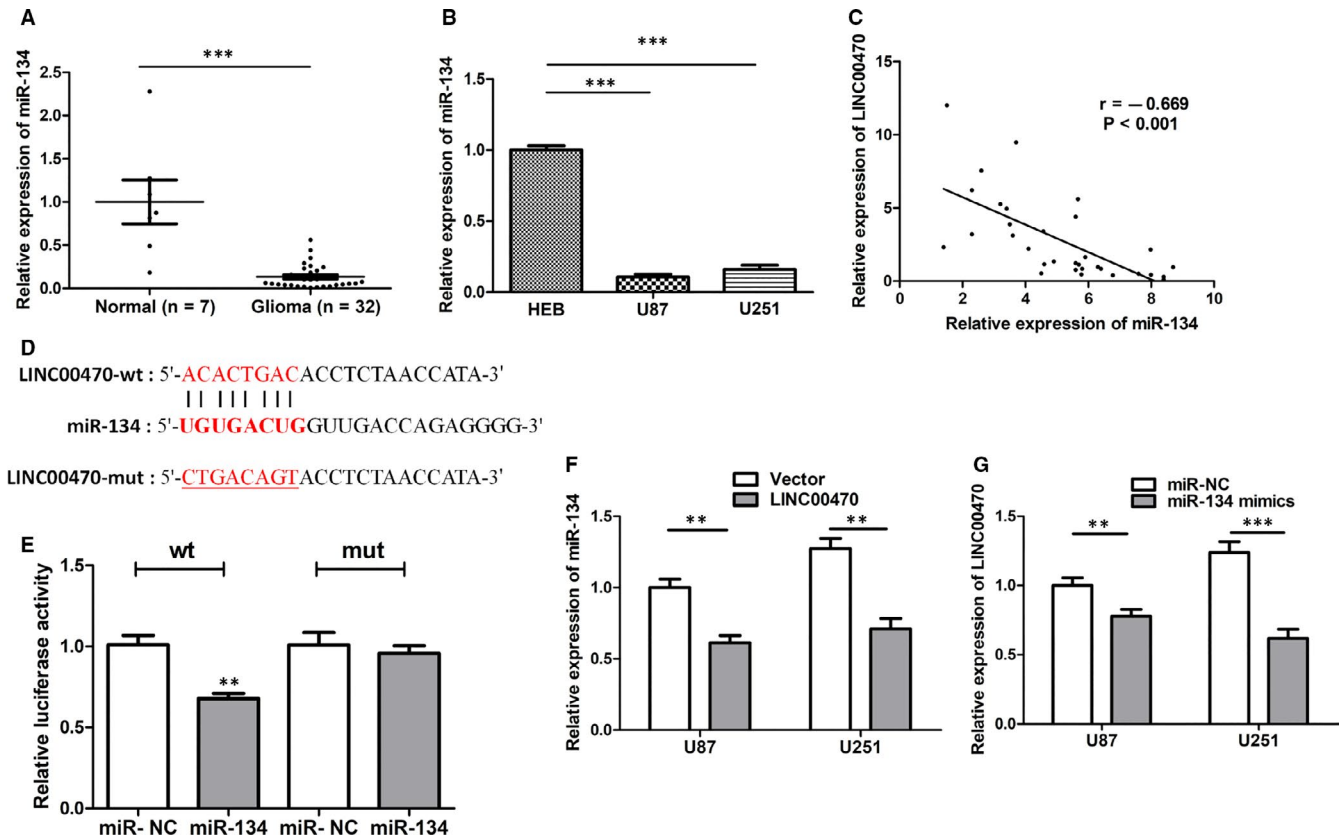 A
Relative expression of miR-134
2.5
2.0
1.5
1.0
0.5
0.0
***
Normal (n = 7)
Glioma (n = 32)
B
Relative expression of miR-134
1.5
1.0
0.5
0.0
***
***
HEB
U87
U251
C
Relative expression of LINC00470
15
10
5
0
r = −0.669
P < 0.001
0
2
4
6
8
10
Relative expression of miR-134
D
LINC00470-wt : 5'-ACACTGACACCTCTAACCATA-3'
miR-134 : 5'-UGUGACUGGUUGACCAGAGGGG-3'
LINC00470-mut : 5'-CTGACAGTACCTCTAACCATA-3'
E
Relative luciferase activity
1.5
1.0
0.5
0.0
wt
mut
**
miR- NC
miR-134
miR- NC
miR-134
F
Vector
LINC00470
Relative expression of miR-134
1.5
1.0
0.5
0.0
**
**
U87
U251
G
miR-NC
miR-134 mimics
Relative expression of LINC00470
1.5
1.0
0.5
0.0
**
***
U87
U251